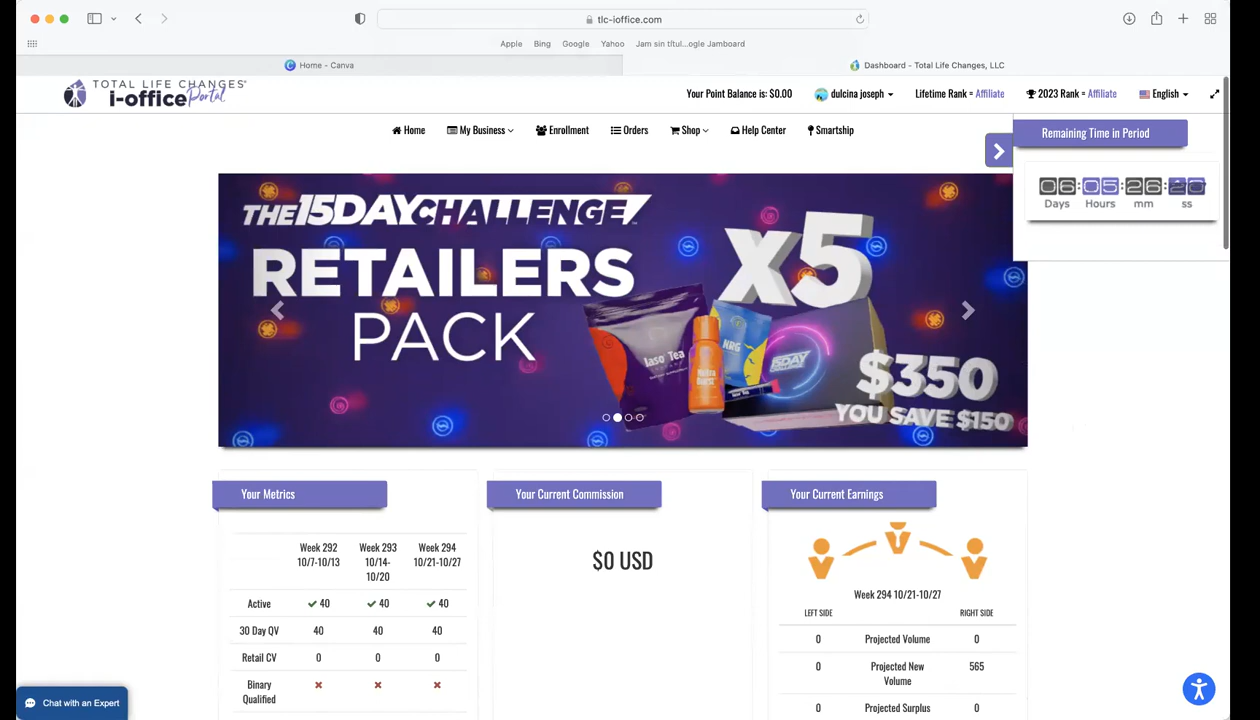 tlc-ioffice.com
Apple Bing Google Yahoo Jam sin títul...ogle Jamboard
Home - Canva
Dashboard - Total Life Changes, LLC
TOTAL LIFE CHANGES®
i-office Portal
Your Point Balance is: $0.00
dulcina joseph
Lifetime Rank = Affiliate
2023 Rank = Affiliate
English
Home My Business Enrollment Orders Shop Help Center Smartship
Remaining Time in Period
06:05:26:20
Days Hours mm ss
THE 15DAY CHALLENGE
RETAILERS
PACK
X5
Iaso Tea
NRG
15DAY
$350
YOU SAVE $150
Your Metrics
Week 292 Week 293 Week 294
10/7-10/13 10/14- 10/21-10/27
10/20
Active 40 40 40
30 Day QV 40 40 40
Retail CV 0 0 0
Binary
Qualified
Your Current Commission
$0 USD
Your Current Earnings
Week 294 10/21-10/27
LEFT SIDE RIGHT SIDE
0 Projected Volume 0
0 Projected New 565
Volume
0 Projected Surplus 0
Chat with an Expert